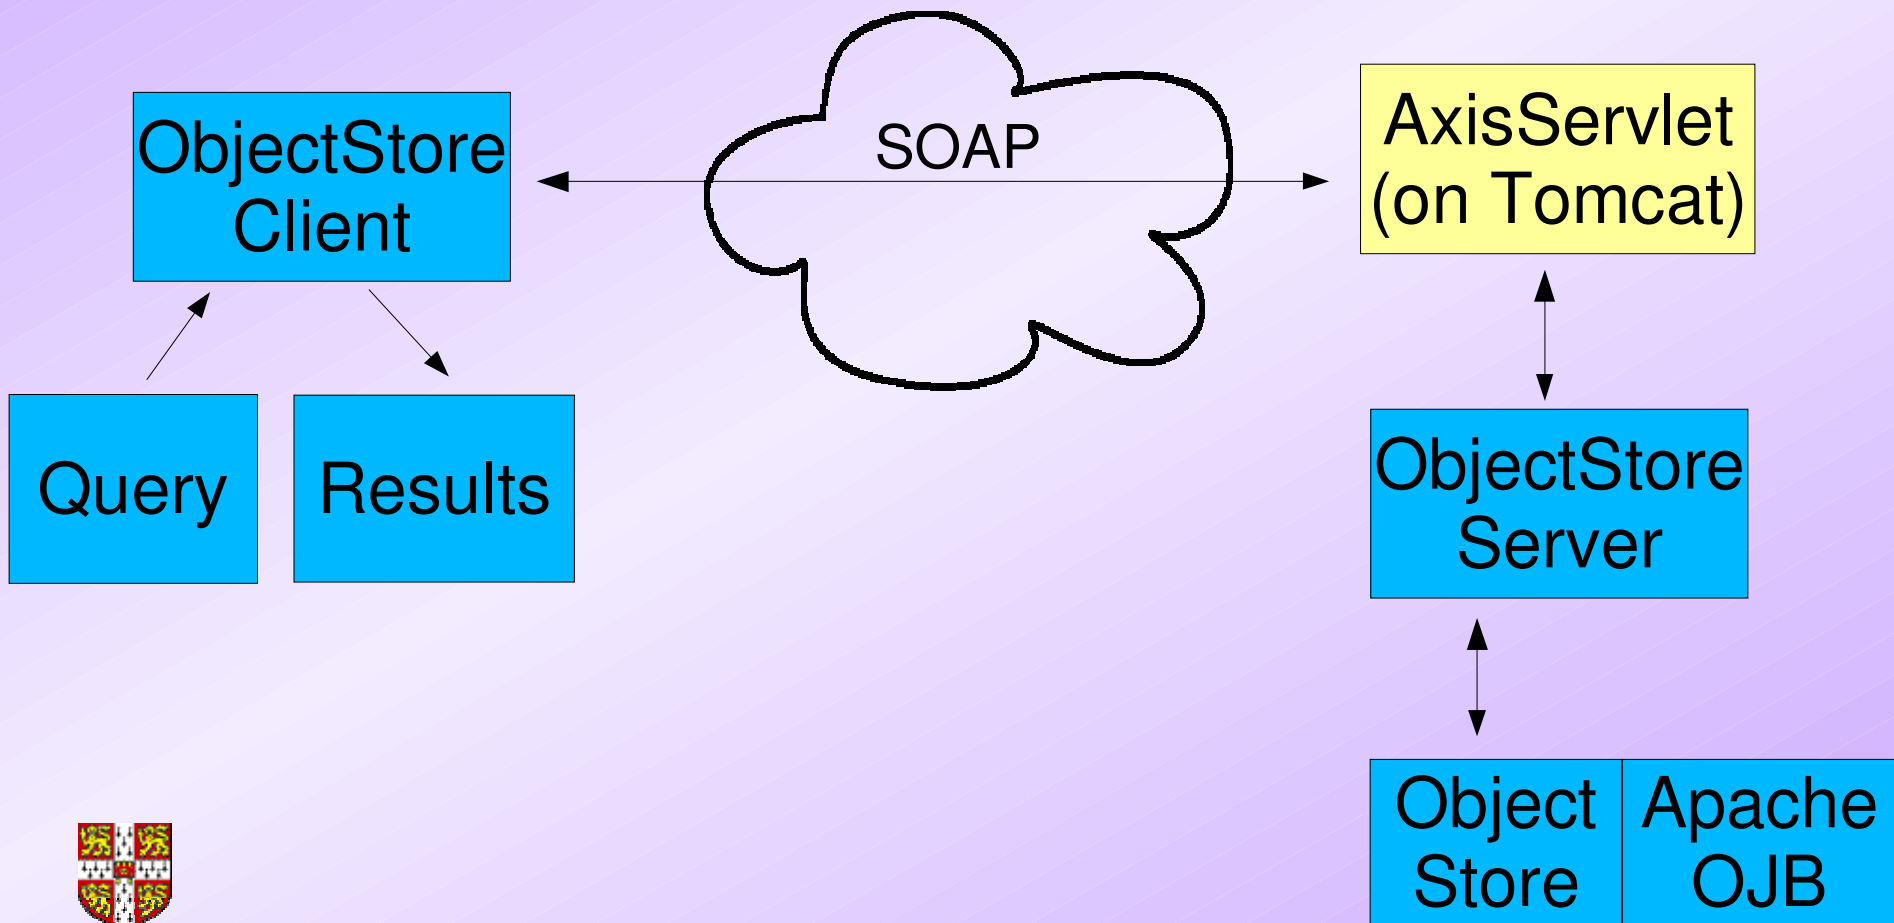 ObjectStore
Client
SOAP
AxisServlet
(on Tomcat)
Query
Results
ObjectStore
Server
Object
Store
Apache
OJB